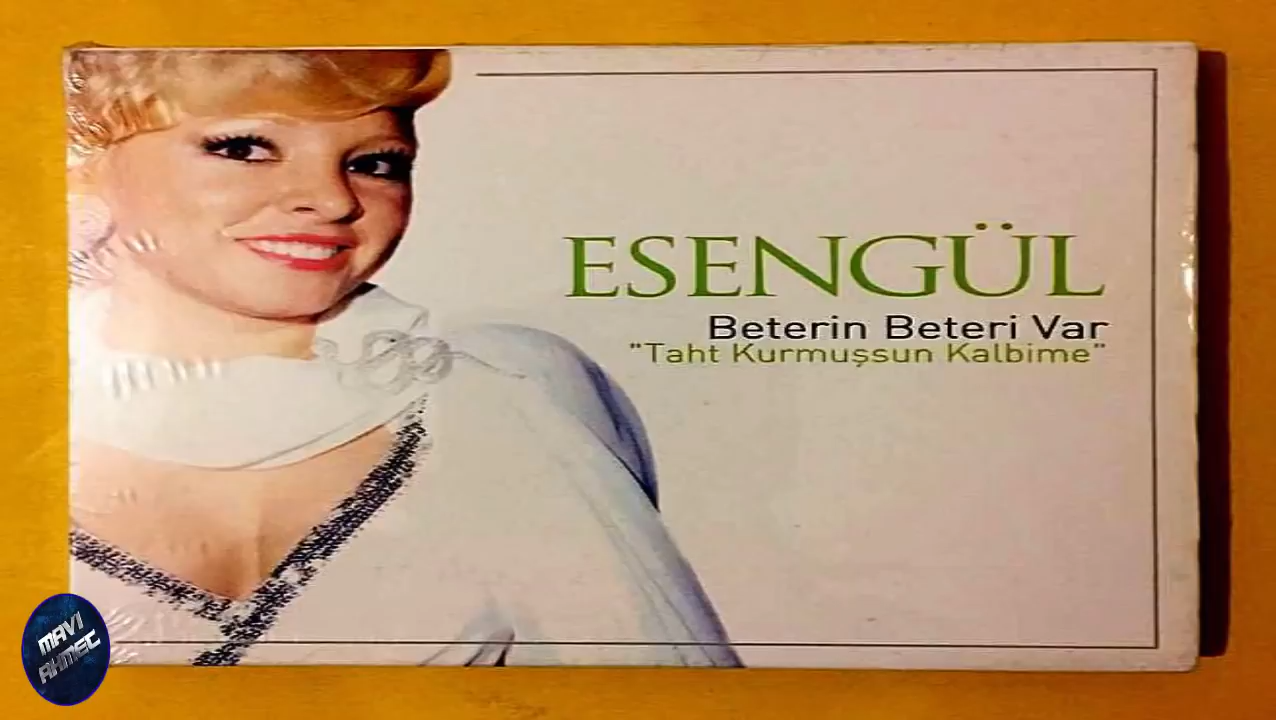 ESENGÜL
Beterin Beteri Var
"Taht Kurmuşsun Kalbime"
MAVI
AHMET